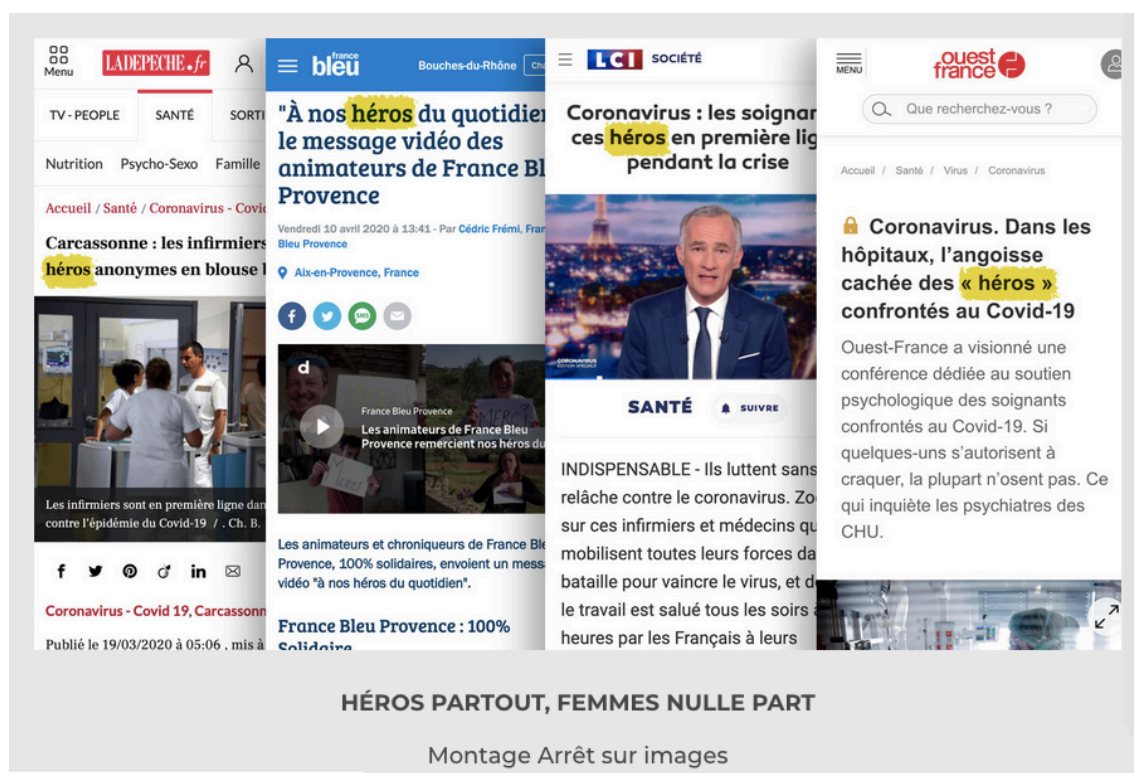 Menu
LADEPECHE.fr
TV - PEOPLE SANTÉ SORTI
Nutrition Psycho-Sexo Famille
Accueil / Santé / Coronavirus - Covid
Carcassonne : les infirmiers
héros anonymes en blouse
Les infirmiers sont en première ligne dan
contre l'épidémie du Covid-19 / . Ch. B.
Coronavirus - Covid 19, Carcassonn
Publié le 19/03/2020 à 05:06 , mis à
france
bleu
Bouches-du-Rhône
"À nos héros du quotidien
le message vidéo des
animateurs de France Bl
Provence
Vendredi 10 avril 2020 à 13:41 - Par Cédric Frémi, Fran
Bleu Provence
Aix-en-Provence, France
SMS
d
MERCI
France Bleu Provence
Les animateurs de France Bleu
Provence remercient nos héros du
Merci
Les animateurs et chroniqueurs de France Ble
Provence, 100% solidaires, envoient un mess
vidéo "à nos héros du quotidien".
France Bleu Provence : 100%
Solidaire
LCI SOCIÉTÉ
Coronavirus : les soignan
ces héros en première lig
pendant la crise
CORONAVIRUS
ÉDITION SPÉCIALE
SANTÉ SUIVRE
INDISPENSABLE - Ils luttent sans
relâche contre le coronavirus. Zo
sur ces infirmiers et médecins qu
mobilisent toutes leurs forces da
bataille pour vaincre le virus, et d
le travail est salué tous les soirs à
heures par les Français à leurs
MENU
ouest
france
Que recherchez-vous ?
Accueil / Santé / Virus / Coronavirus
Coronavirus. Dans les
hôpitaux, l'angoisse
cachée des « héros »
confrontés au Covid-19
Ouest-France a visionné une
conférence dédiée au soutien
psychologique des soignants
confrontés au Covid-19. Si
quelques-uns s'autorisent à
craquer, la plupart n'osent pas. Ce
qui inquiète les psychiatres des
CHU.
HÉROS PARTOUT, FEMMES NULLE PART
Montage Arrêt sur images